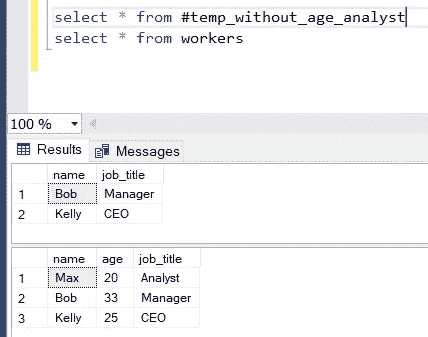 select * from #temp_without_age_analyst
select * from workers
100 %
Results Messages
name job_title
1 Bob Manager
2 Kelly CEO
name age job_title
1 Max 20 Analyst
2 Bob 33 Manager
3 Kelly 25 CEO